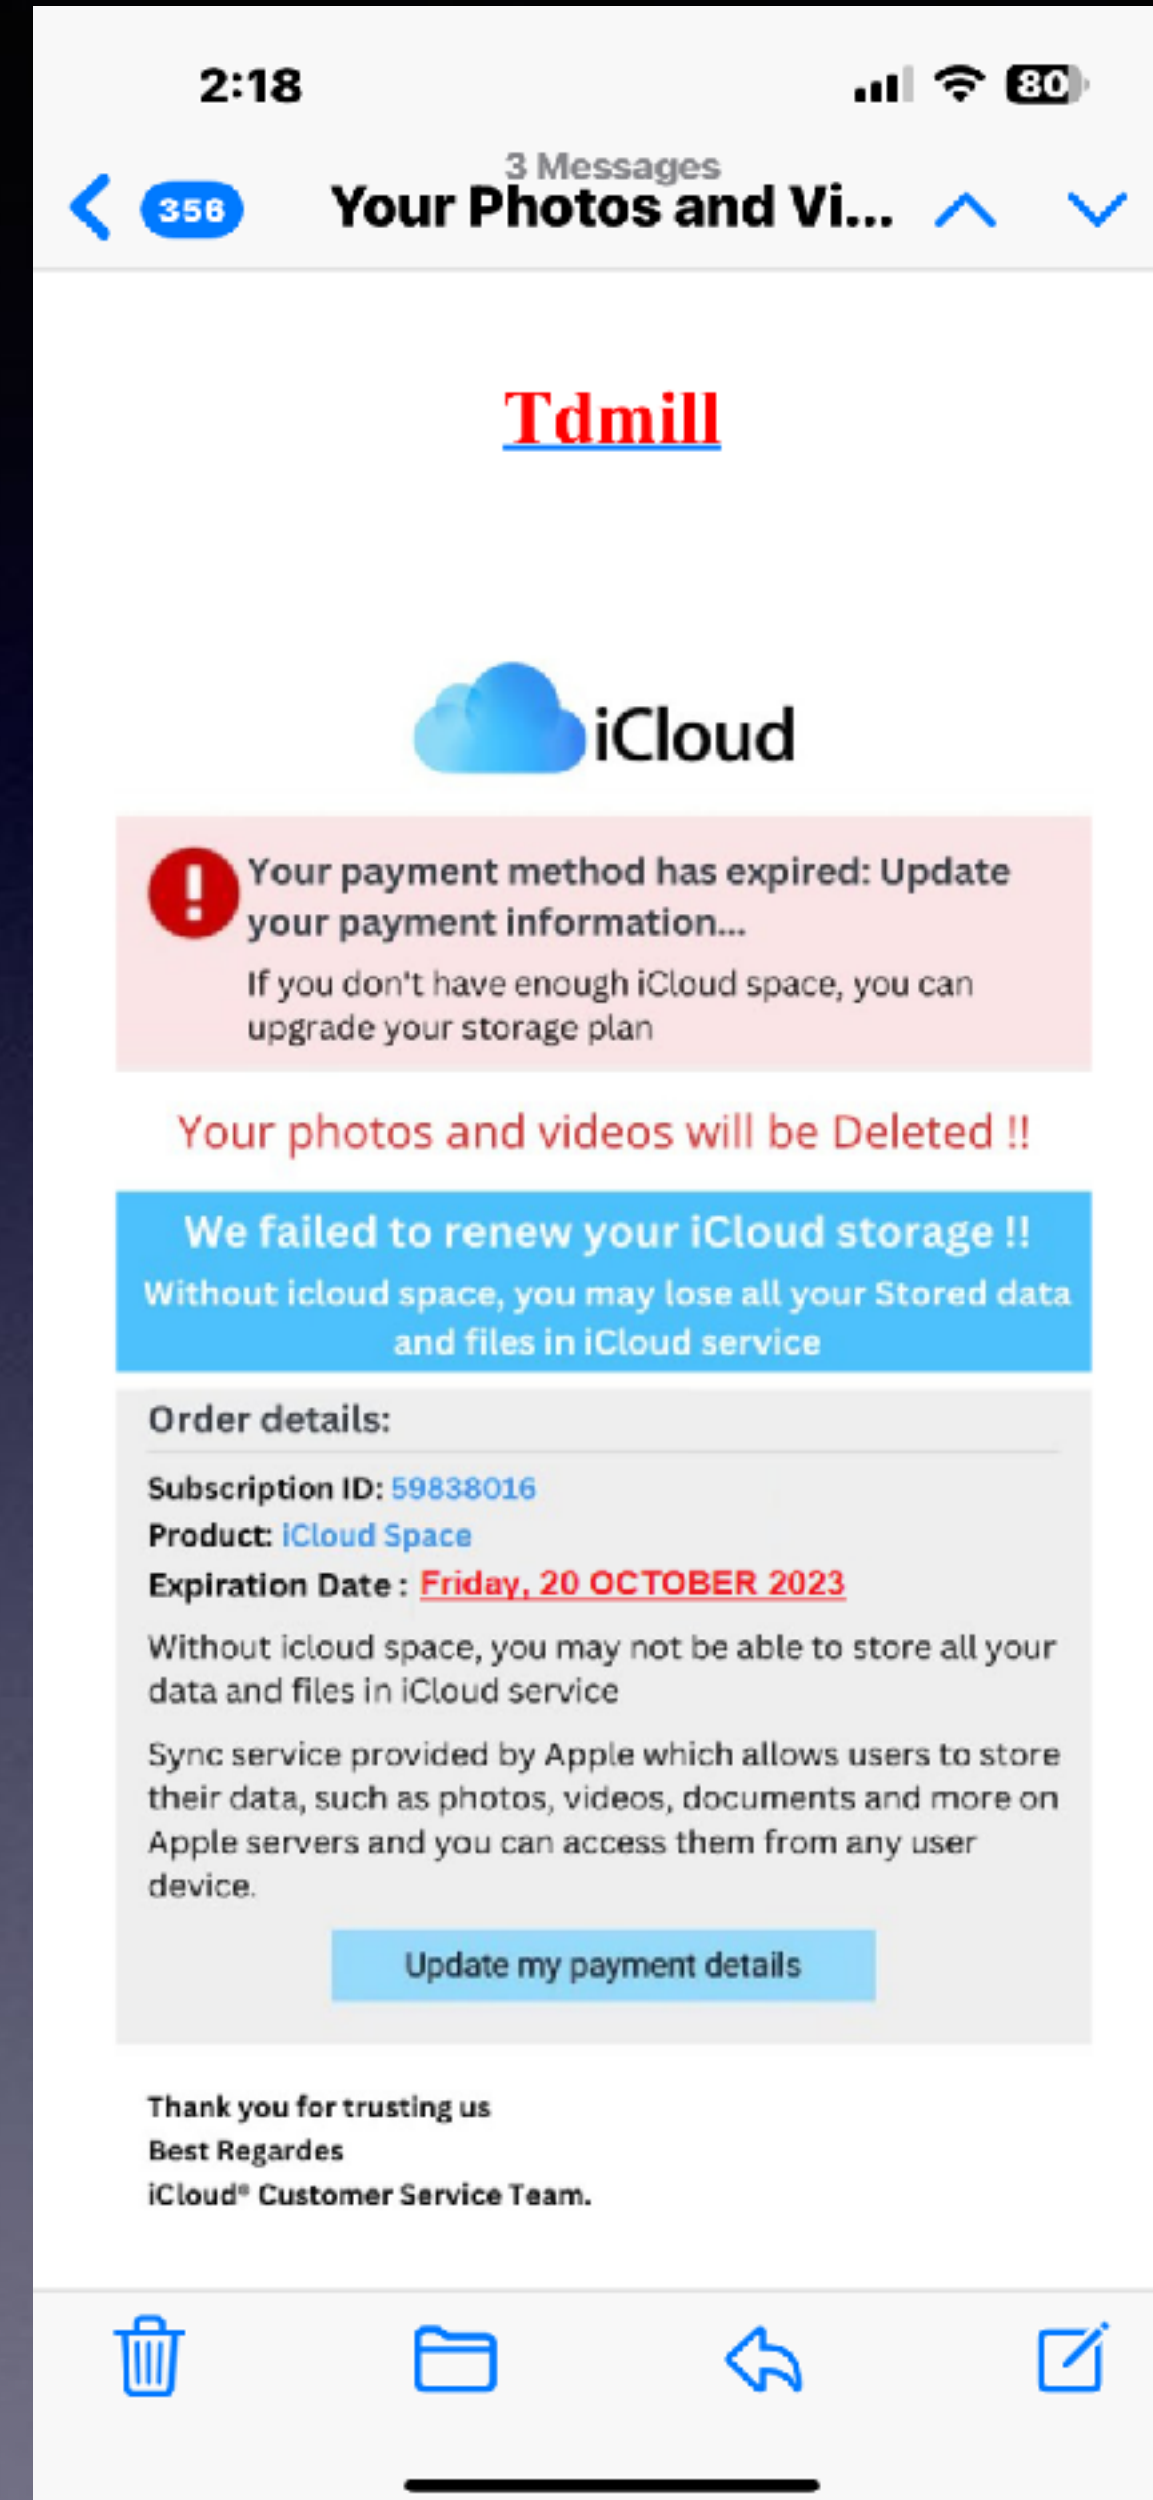 2:18
80
3 Messages
356
Your Photos and Vi...
Tdmill
iCloud
Your payment method has expired: Update
your payment information...
If you don't have enough iCloud space, you can
upgrade your storage plan
Your photos and videos will be Deleted !!
We failed to renew your iCloud storage !!
Without icloud space, you may lose all your Stored data
and files in iCloud service
Order details:
Subscription ID: 59838016
Product: iCloud Space
Expiration Date : Friday, 20 OCTOBER 2023
Without icloud space, you may not be able to store all your
data and files in iCloud service
Sync service provided by Apple which allows users to store
their data, such as photos, videos, documents and more on
Apple servers and you can access them from any user
device.
Update my payment details
Thank you for trusting us
Best Regardes
iCloud® Customer Service Team.